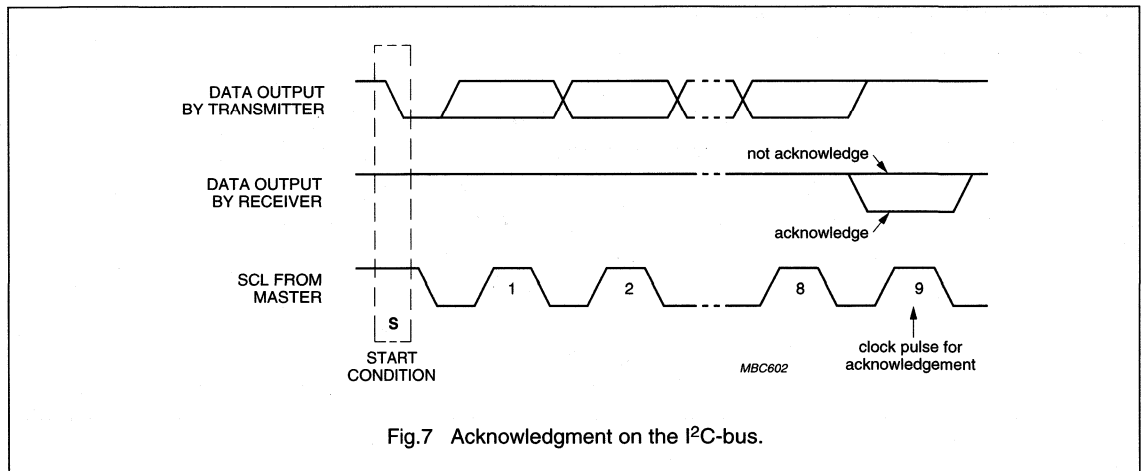 DATA OUTPUT
BY TRANSMITTER
not acknowledge
DATA OUTPUT
BY RECEIVER
acknowledge
SCL FROM
MASTER
1
2
8
9
S
START
CONDITION
MBC602
clock pulse for
acknowledgement
Fig.7 Acknowledgment on the I²C-bus.